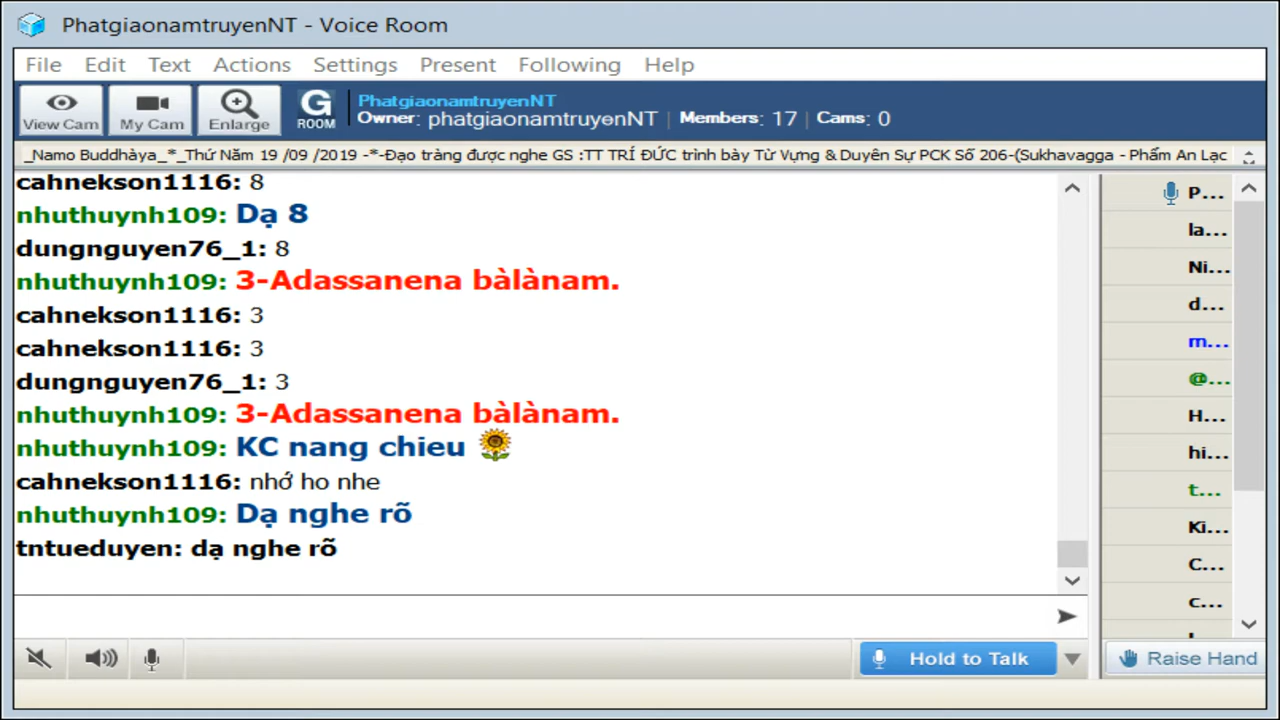 PhatgiaonamtruyenNT - Voice Room
File Edit Text Actions Settings Present Following Help
View Cam My Cam Enlarge G ROOM
PhatgiaonamtruyenNT
Owner: phatgiaonamtruyenNT Members: 17 Cams: 0
_Namo Buddhàya_*_Thứ Năm 19 /09 /2019 -*-Đạo tràng được nghe GS :TT TRÍ ĐỨC trình bày Từ Vựng & Duyên Sự PCK Số 206-(Sukhavagga - Phẩm An Lạc
cahnekson1116: 8
nhuthuynh109: Dạ 8
dungnguyen76_1: 8
nhuthuynh109: 3-Adassanena bàlànam.
cahnekson1116: 3
cahnekson1116: 3
dungnguyen76_1: 3
nhuthuynh109: 3-Adassanena bàlànam.
nhuthuynh109: KC nang chieu
cahnekson1116: nhớ ho nhe
nhuthuynh109: Dạ nghe rõ
tntueduyen: dạ nghe rõ
P...
la...
Ni...
d...
m...
@...
H...
hi...
t...
Ki...
C...
c...
Hold to Talk
Raise Hand